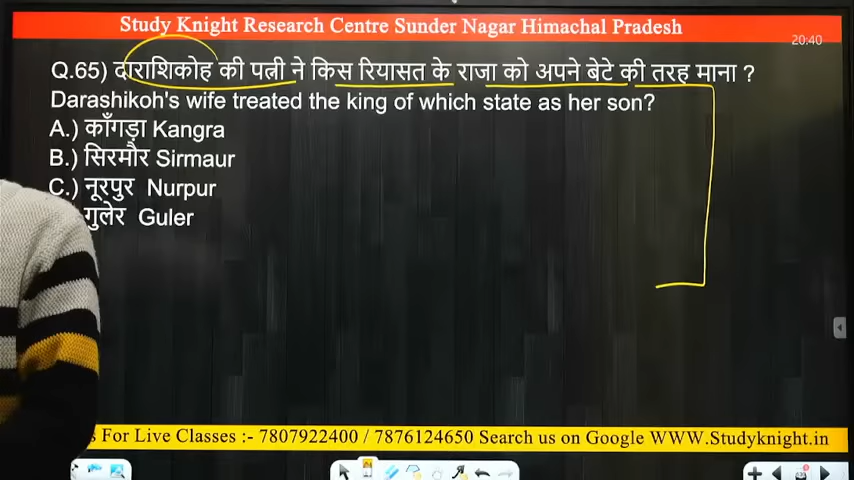 Study Knight Research Centre Sunder Nagar Himachal Pradesh
20:40
Q.65) दाराशिकोह की पत्नी ने किस रियासत के राजा को अपने बेटे की तरह माना ?
Darashikoh's wife treated the king of which state as her son?
A.) काँगड़ा Kangra
B.) सिरमौर Sirmaur
C.) नूरपुर Nurpur
गुलेर Guler
s For Live Classes :- 7807922400 / 7876124650 Search us on Google WWW.Studyknight.in